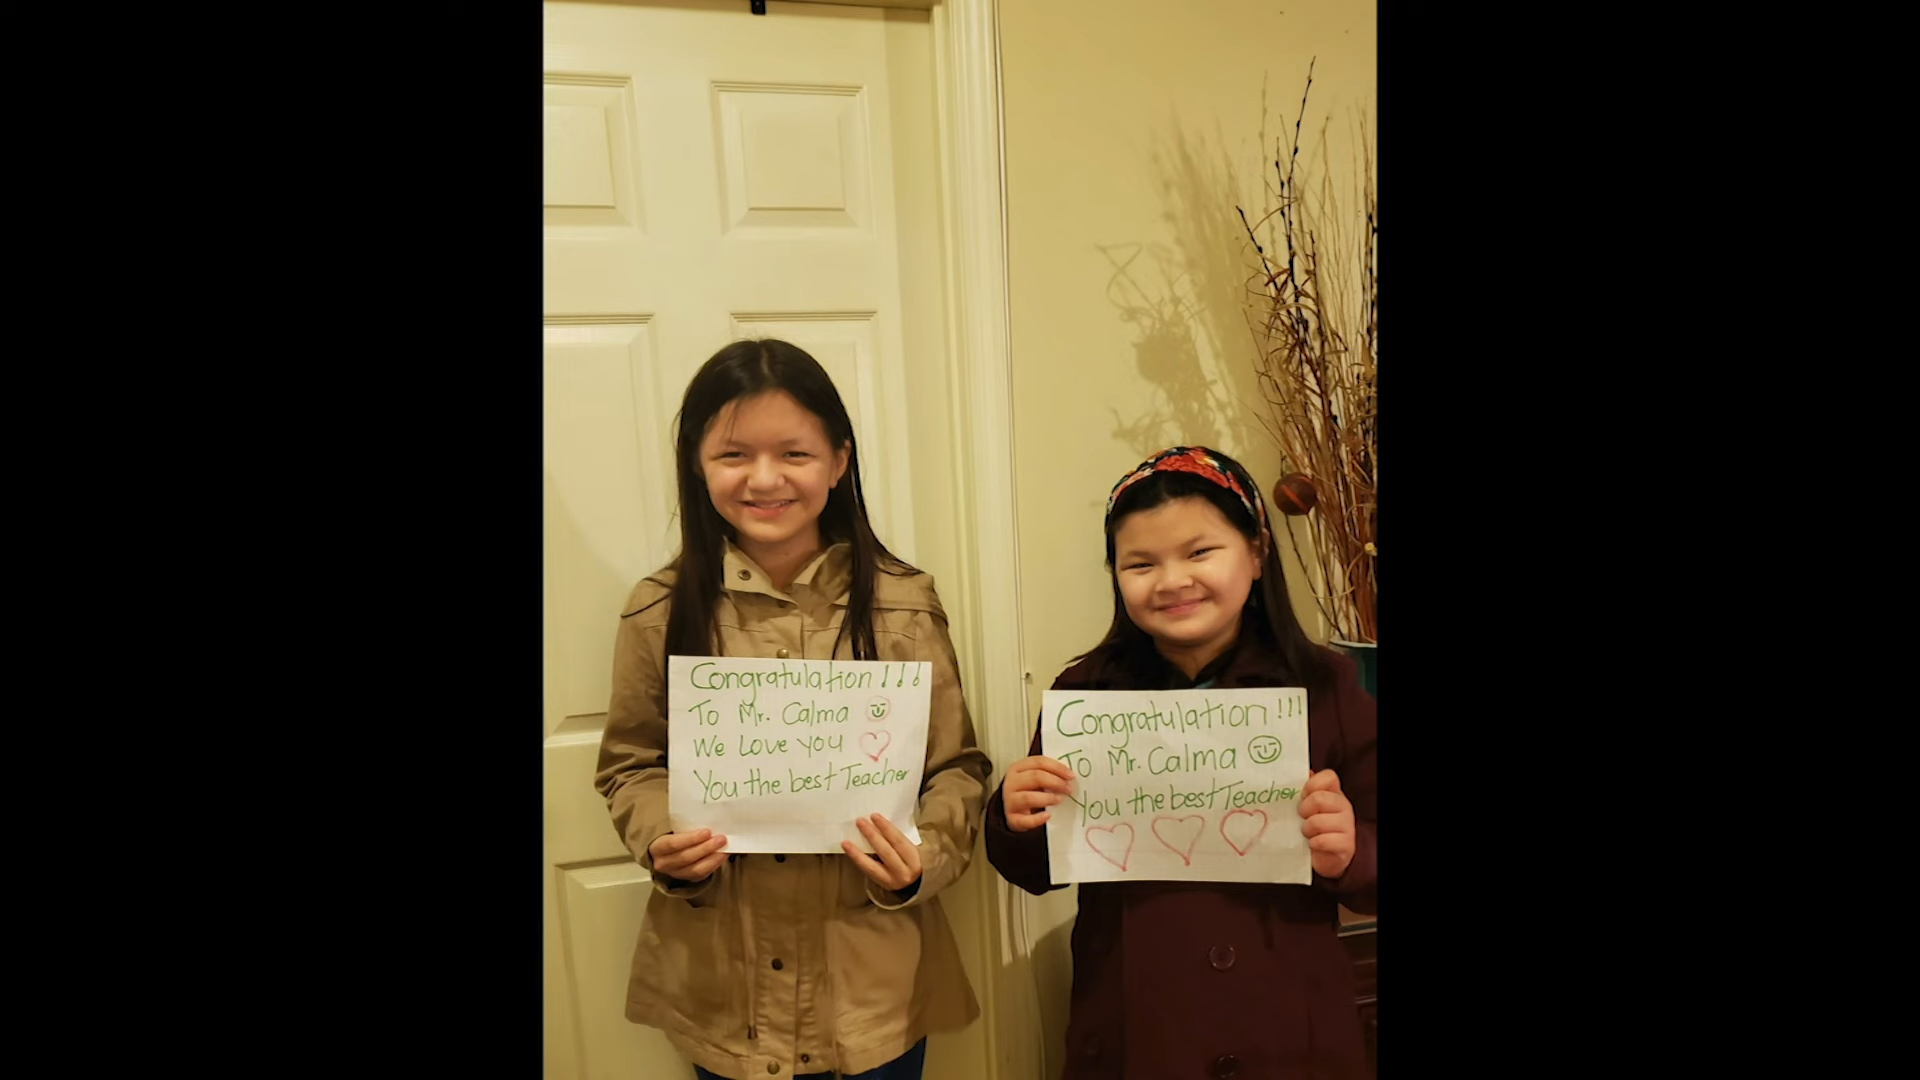 Congratulation!!!
To Mr. Calma
We Love You
You the best Teacher
Congratulation!!!
To Mr. Calma
You the best Teacher